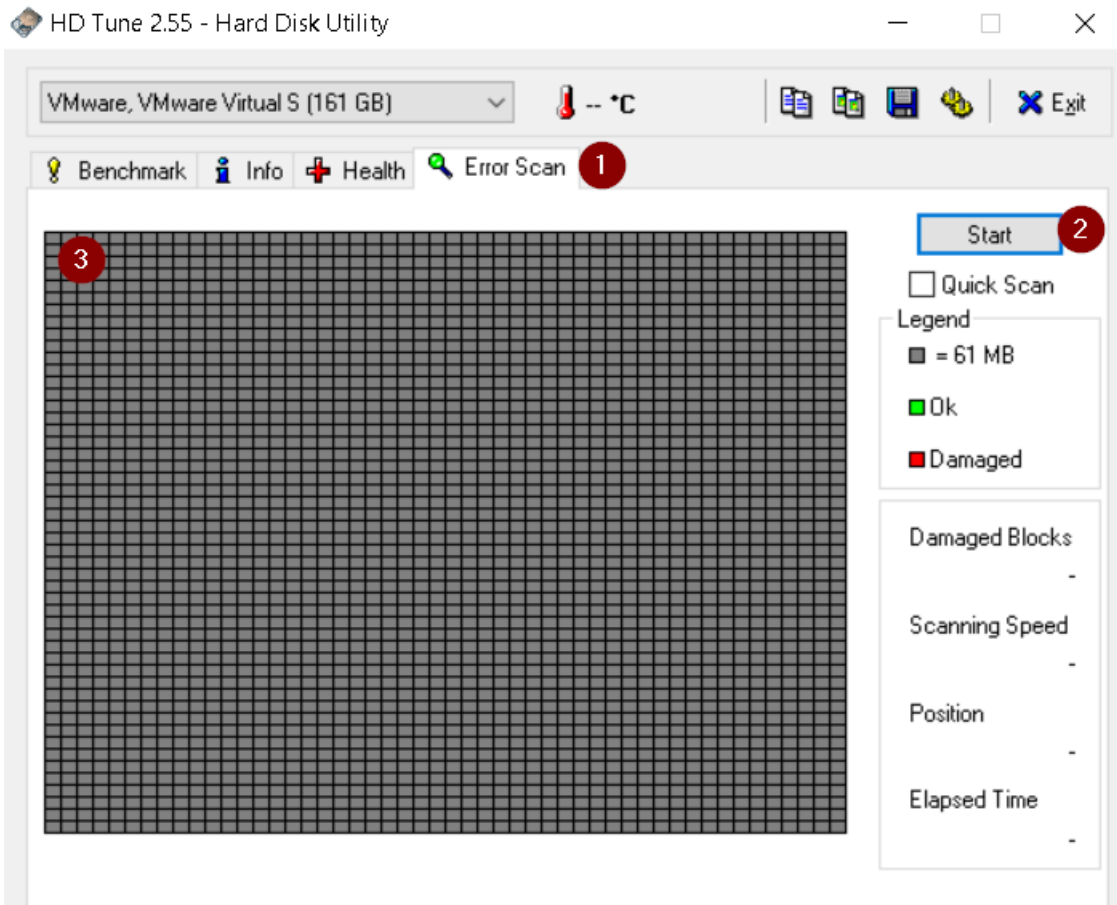 HD Tune 2.55 - Hard Disk Utility
VMware, VMware Virtual S (161 GB)
-- °C
Exit
Benchmark
Info
Health
Error Scan
1
3
Start
2
Quick Scan
Legend
= 61 MB
Ok
Damaged
Damaged Blocks
-
Scanning Speed
-
Position
-
Elapsed Time
-